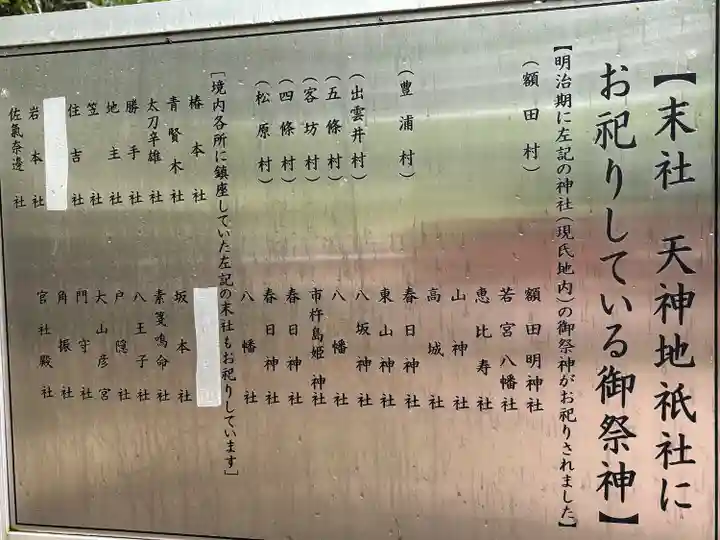 【末社 天神地祇社に
お祀りしている御祭神】
【明治期に左記の神社(現氏地内)の御祭神がお祀りされました】
(額田村) 額田明神社
若宮八幡社
恵比寿社
山神社
高城社
(豊浦村) 春日神社
東山神社
(出雲井村) 八坂神社
(五條村) 八幡社
(客坊村) 市杵島姫神社
(四條村) 春日神社
(松原村) 春日神社
八幡社
[境内各所に鎮座していた左記の末社もお祀りしています]
椿本社
青賢木社
太刀辛雄社
勝手社
地主社
笠社
住吉社
岩本社
佐氣奈邊社
坂本社
素箋鳴命社
八王子社
戸隠社
大山彦宮
門守社
角振社
官社殿社